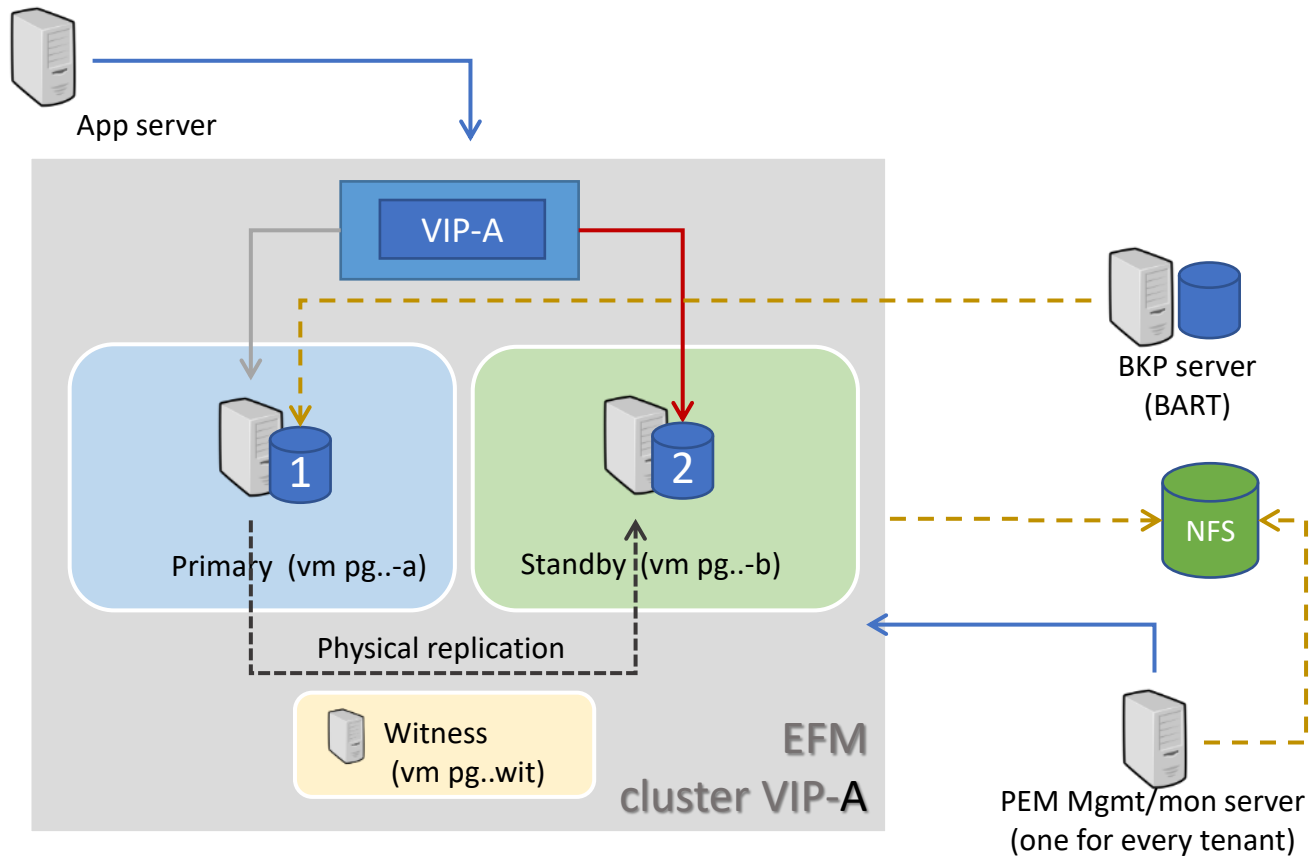 App server
VIP-A
BKP server
(BART)
1
2
NFS
Primary  (vm pg..-a)
Standby (vm pg..-b)
Physical replication
Witness
(vm pg..wit)
EFM
cluster VIP-A
PEM Mgmt/mon server
(one for every tenant)